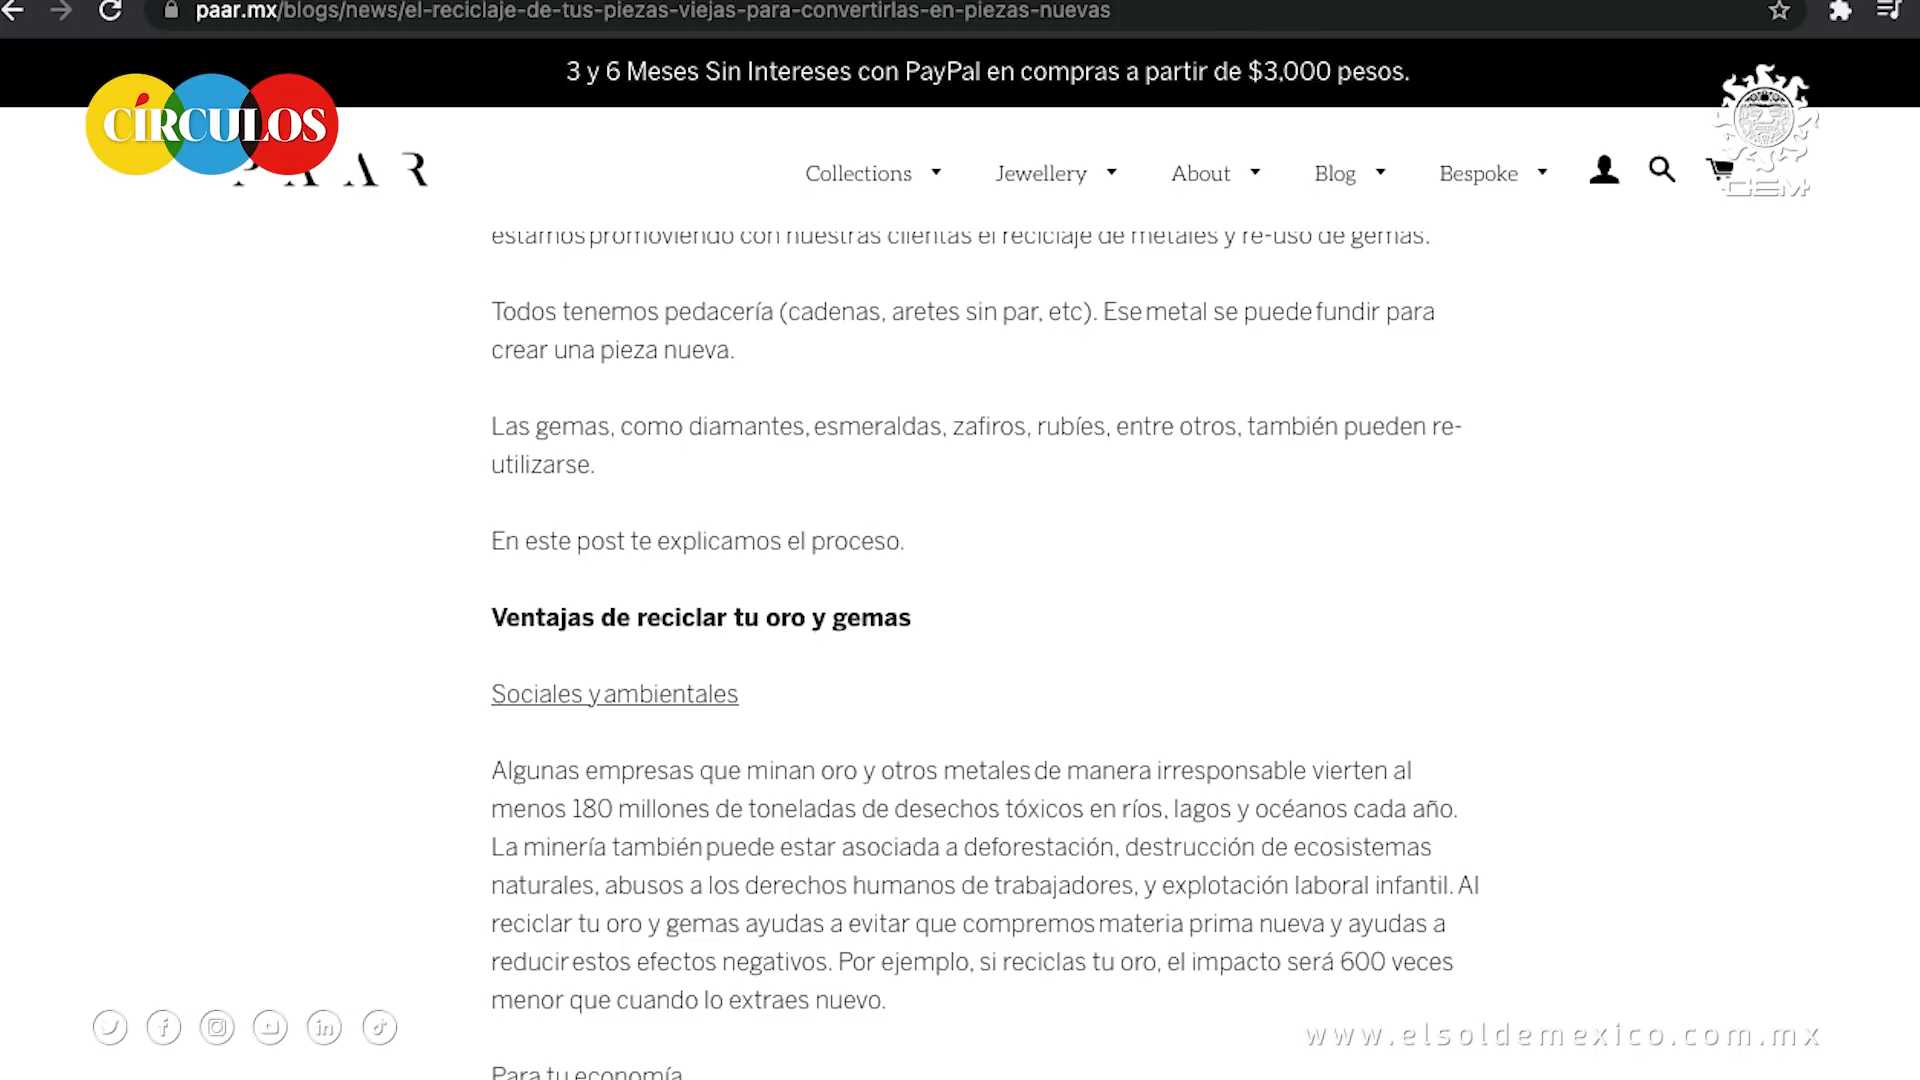 paar.mx/blogs/news/el-reciclaje-de-tus-piezas-viejas-para-convertirlas-en-piezas-nuevas
3 y 6 Meses Sin Intereses con PayPal en compras a partir de $3,000 pesos.
CÍRCULOS
PAAR
Collections
Jewellery
About
Blog
Bespoke
OEM
estamos promoviendo con nuestras clientas el reciclaje de metales y re-uso de gemas.
Todos tenemos pedacería (cadenas, aretes sin par, etc). Ese metal se puede fundir para
crear una pieza nueva.
Las gemas, como diamantes, esmeraldas, zafiros, rubíes, entre otros, también pueden re-
utilizarse.
En este post te explicamos el proceso.
Ventajas de reciclar tu oro y gemas
Sociales y ambientales
Algunas empresas que minan oro y otros metales de manera irresponsable vierten al
menos 180 millones de toneladas de desechos tóxicos en ríos, lagos y océanos cada año.
La minería también puede estar asociada a deforestación, destrucción de ecosistemas
naturales, abusos a los derechos humanos de trabajadores, y explotación laboral infantil. Al
reciclar tu oro y gemas ayudas a evitar que compremos materia prima nueva y ayudas a
reducir estos efectos negativos. Por ejemplo, si reciclas tu oro, el impacto será 600 veces
menor que cuando lo extraes nuevo.
Para tu economía
www.elsoldemexico.com.mx